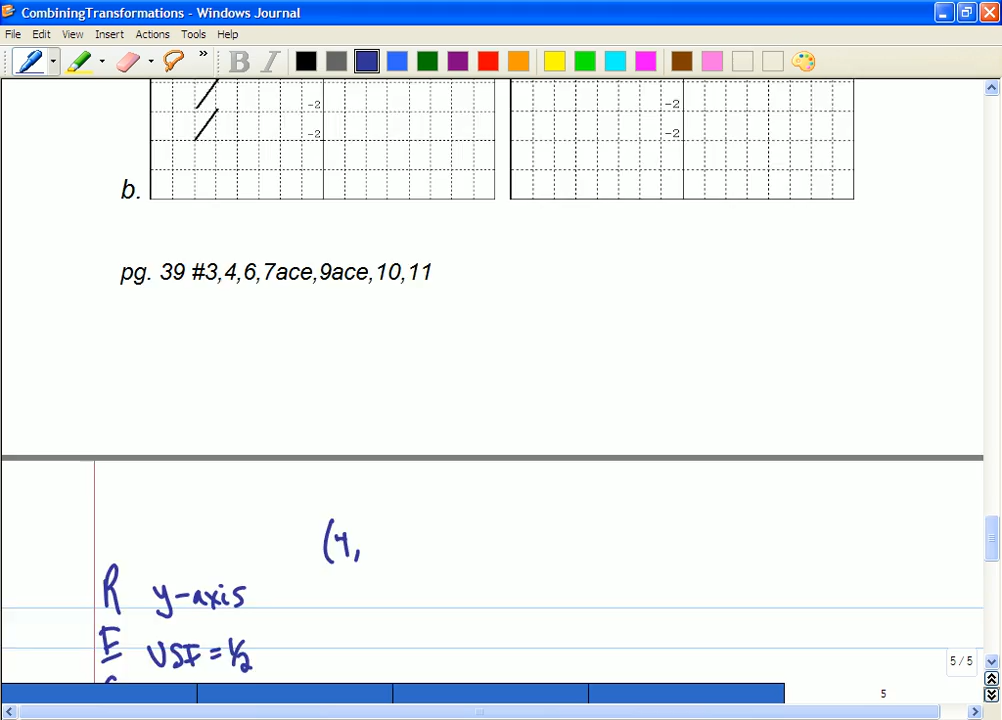 CombiningTransformations - Windows Journal
File Edit View Insert Actions Tools Help
» B I
-2 -2
-2 -2
b.
pg. 39 #3,4,6,7ace,9ace,10,11
(4,
R y-axis
E VSF = 1/2
5 / 5
5